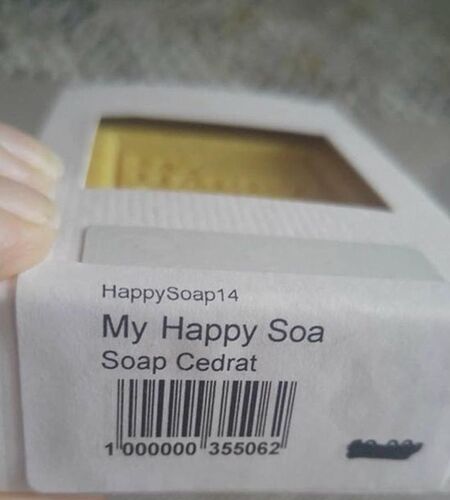 HappySoap14
My Happy Soa
Soap Cedrat
1 000000 355062